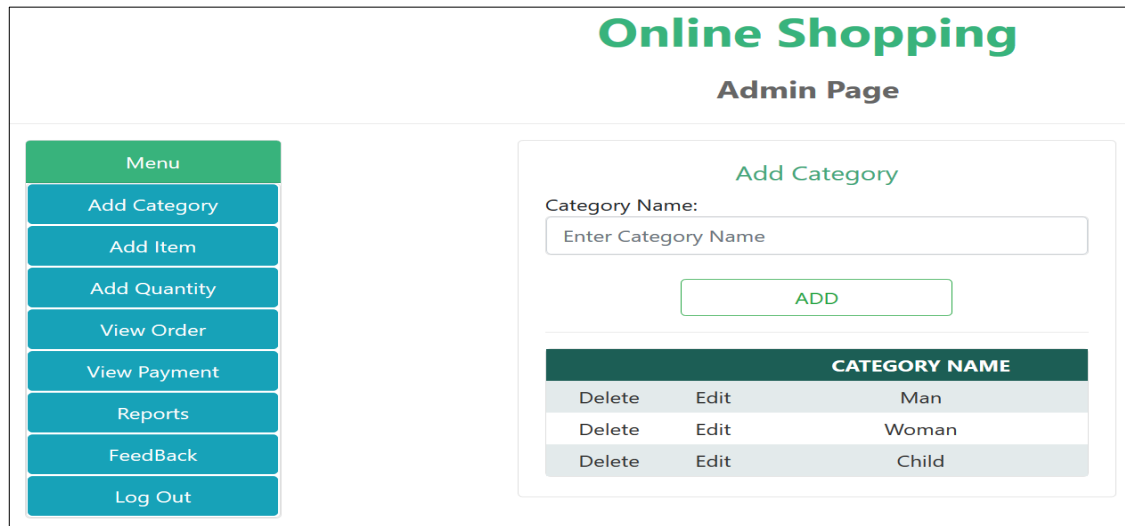 Online Shopping
Admin Page
Menu
Add Category
Add Item
Add Quantity
View Order
View Payment
Reports
FeedBack
Log Out
Add Category
Category Name:
Enter Category Name
ADD
CATEGORY NAME
Delete Edit Man
Delete Edit Woman
Delete Edit Child